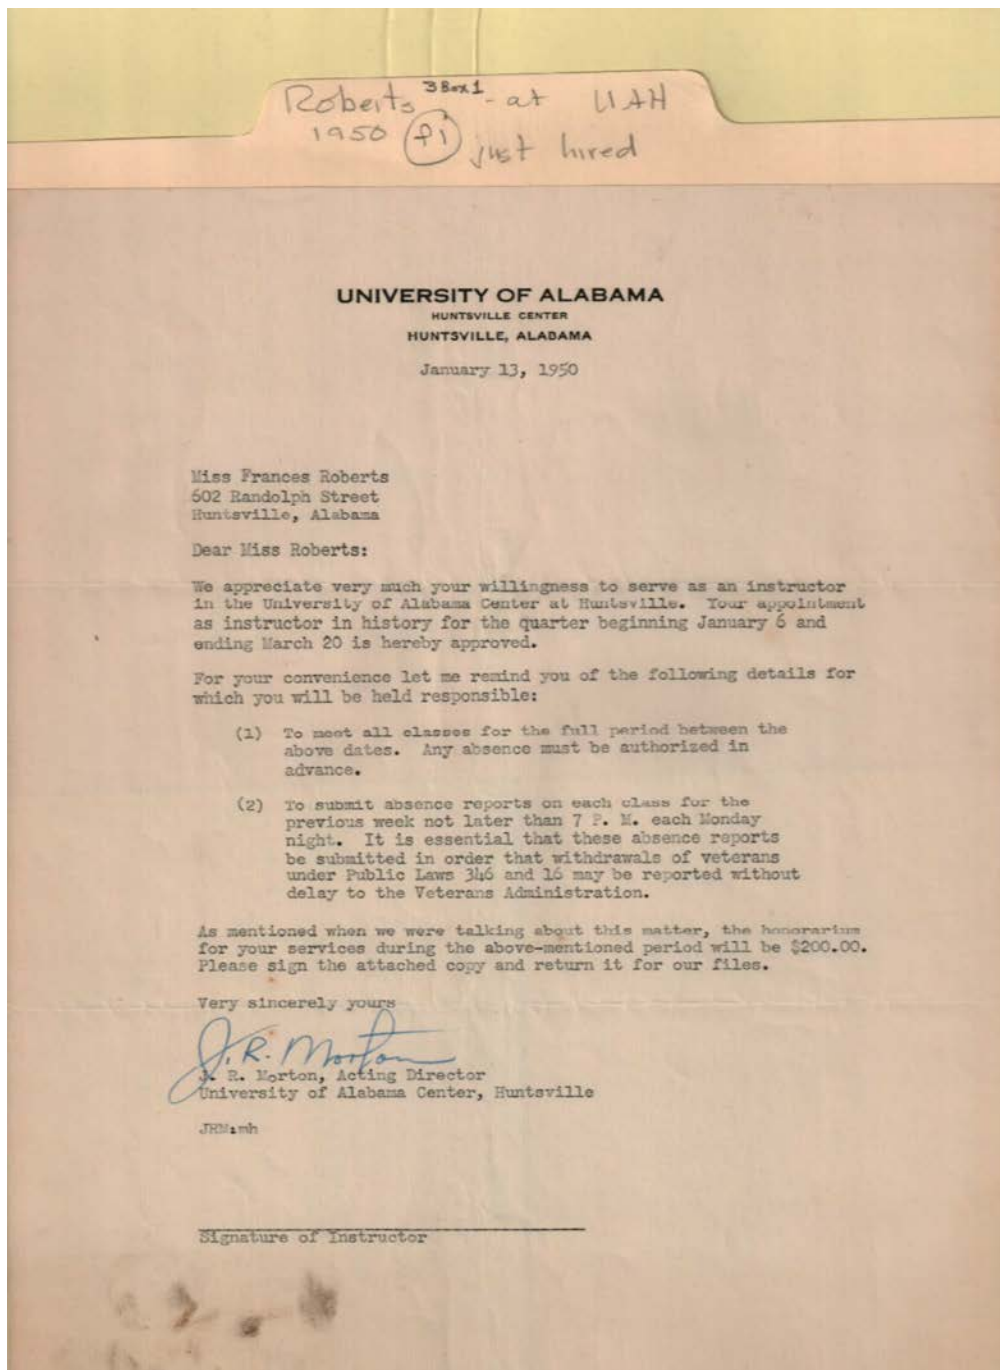 Roberts 3 Box 1 - at UAH
1950 just hired
UNIVERSITY OF ALABAMA
HUNTSVILLE CENTER
HUNTSVILLE, ALABAMA
January 13, 1950
Miss Frances Roberts
602 Randolph Street
Huntsville, Alabama
Dear Miss Roberts:
We appreciate very much your willingness to serve as an instructor
in the University of Alabama Center at Huntsville. Your appointment
as instructor in history for the quarter beginning January 6 and
ending March 20 is hereby approved.
For your convenience let me remind you of the following details for
which you will be held responsible:
(1) To meet all classes for the full period between the
above dates. Any absence must be authorized in
advance.
(2) To submit absence reports on each class for the
previous week not later than 7 P. M. each Monday
night. It is essential that these absence reports
be submitted in order that withdrawals of veterans
under Public Laws 346 and 16 may be reported without
delay to the Veterans Administration.
As mentioned when we were talking about this matter, the honorarium
for your services during the above-mentioned period will be $200.00.
Please sign the attached copy and return it for our files.
Very sincerely yours
J. R. Morton
J. R. Morton, Acting Director
University of Alabama Center, Huntsville
JRM:mh
Signature of Instructor